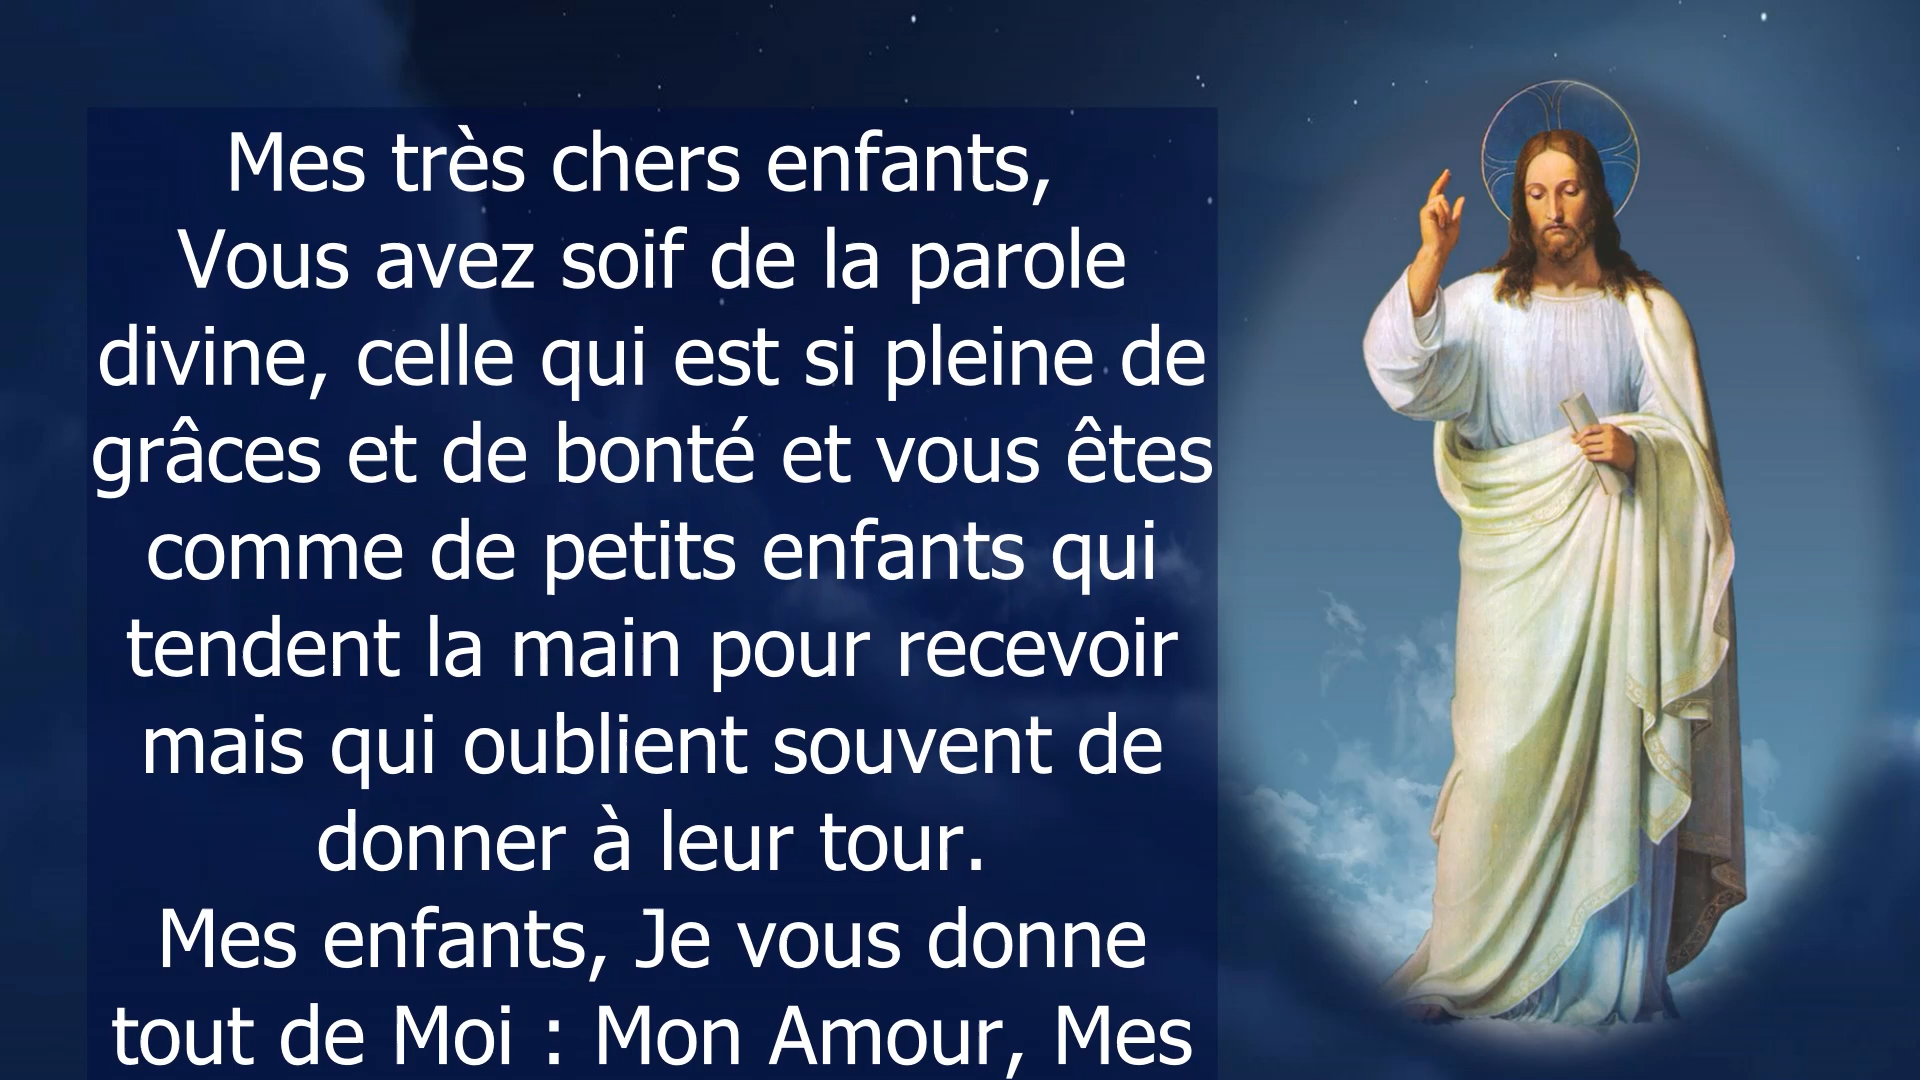 Mes très chers enfants,
Vous avez soif de la parole
divine, celle qui est si pleine de
grâces et de bonté et vous êtes
comme de petits enfants qui
tendent la main pour recevoir
mais qui oublient souvent de
donner à leur tour.
Mes enfants, Je vous donne
tout de Moi : Mon Amour, Mes